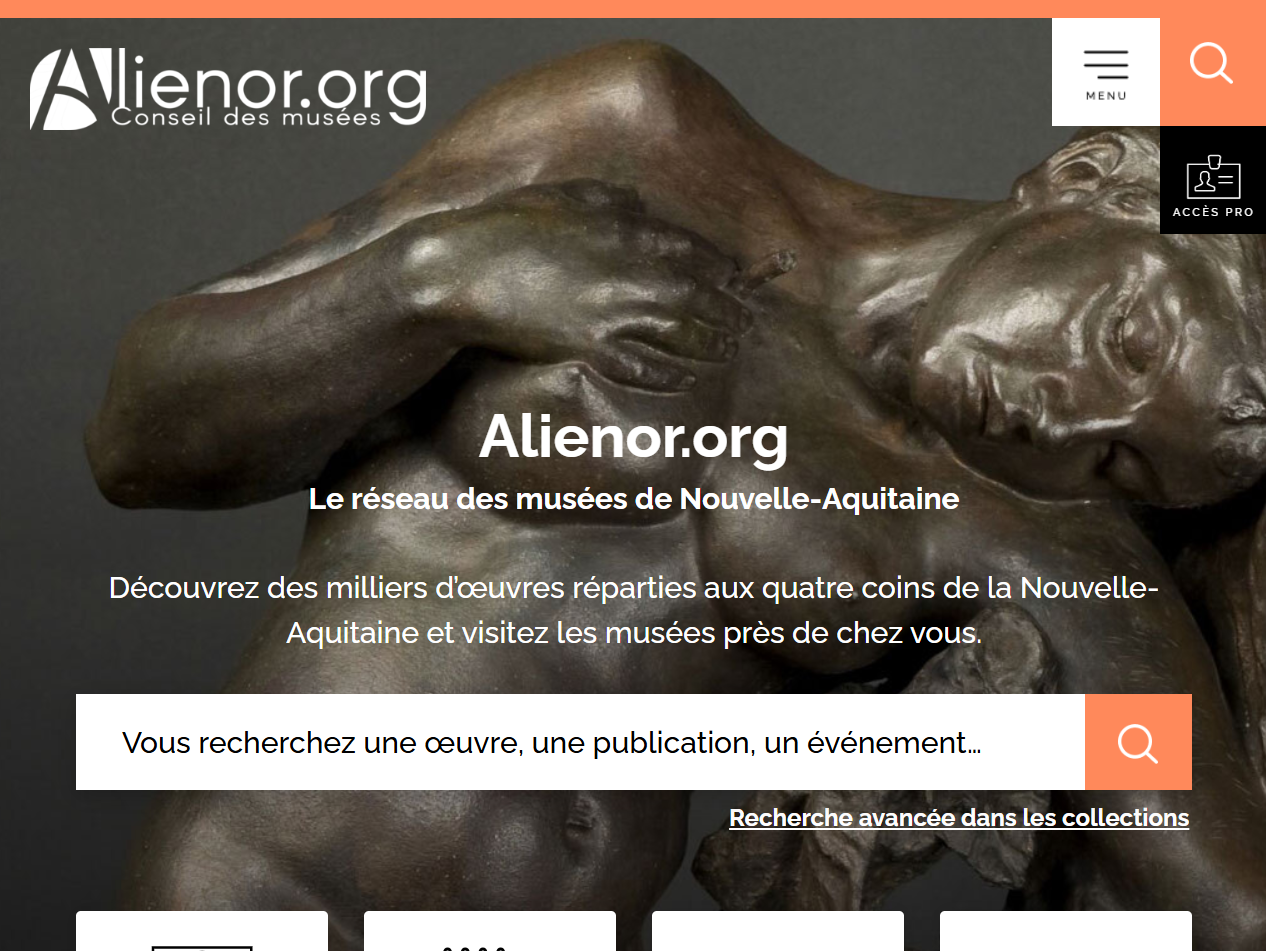 Alienor.org
Conseil des musées
MENU
ACCÈS PRO
Alienor.org
Le réseau des musées de Nouvelle-Aquitaine
Découvrez des milliers d'œuvres réparties aux quatre coins de la Nouvelle-
Aquitaine et visitez les musées près de chez vous.
Vous recherchez une œuvre, une publication, un événement...
Recherche avancée dans les collections